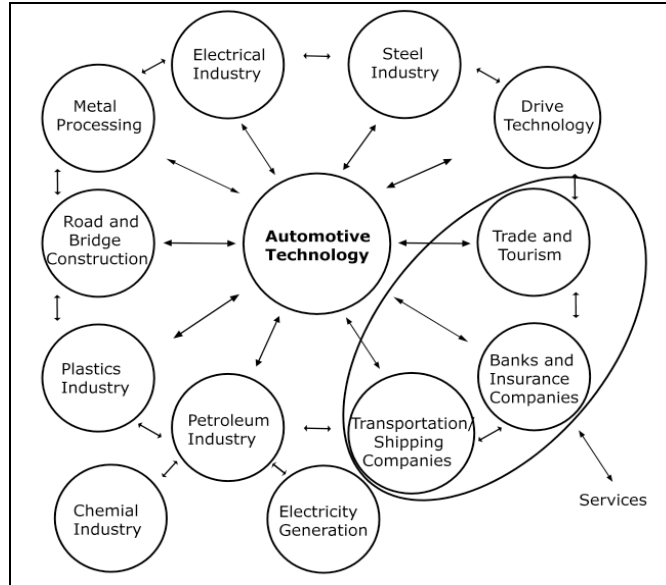 Electrical
Industry
Steel
Industry
Metal
Processing
Drive
Technology
Road and
Bridge
Construction
Automotive
Technology
Trade and
Tourism
Plastics
Industry
Banks and
Insurance
Companies
Petroleum
Industry
Transportation/
Shipping
Companies
Chemial
Industry
Electricity
Generation
Services